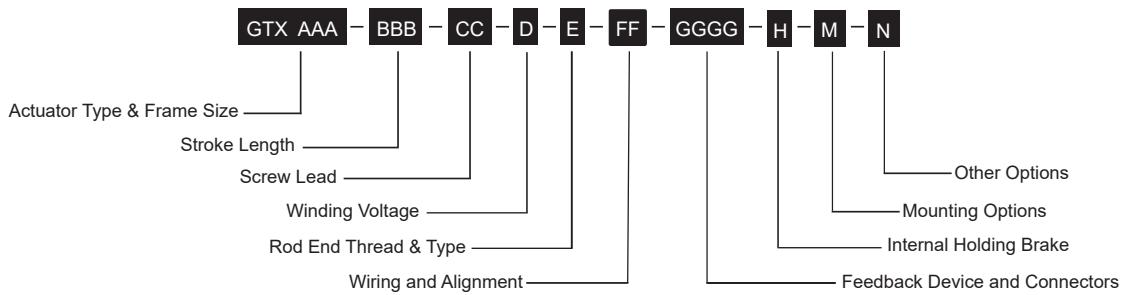 GTX AAA – BBB – CC – D – E – FF – GGGG – H – M – N
Actuator Type & Frame Size
Stroke Length
Screw Lead
Other Options
Winding Voltage
Mounting Options
Rod End Thread & Type
Internal Holding Brake
Wiring and Alignment
Feedback Device and Connectors